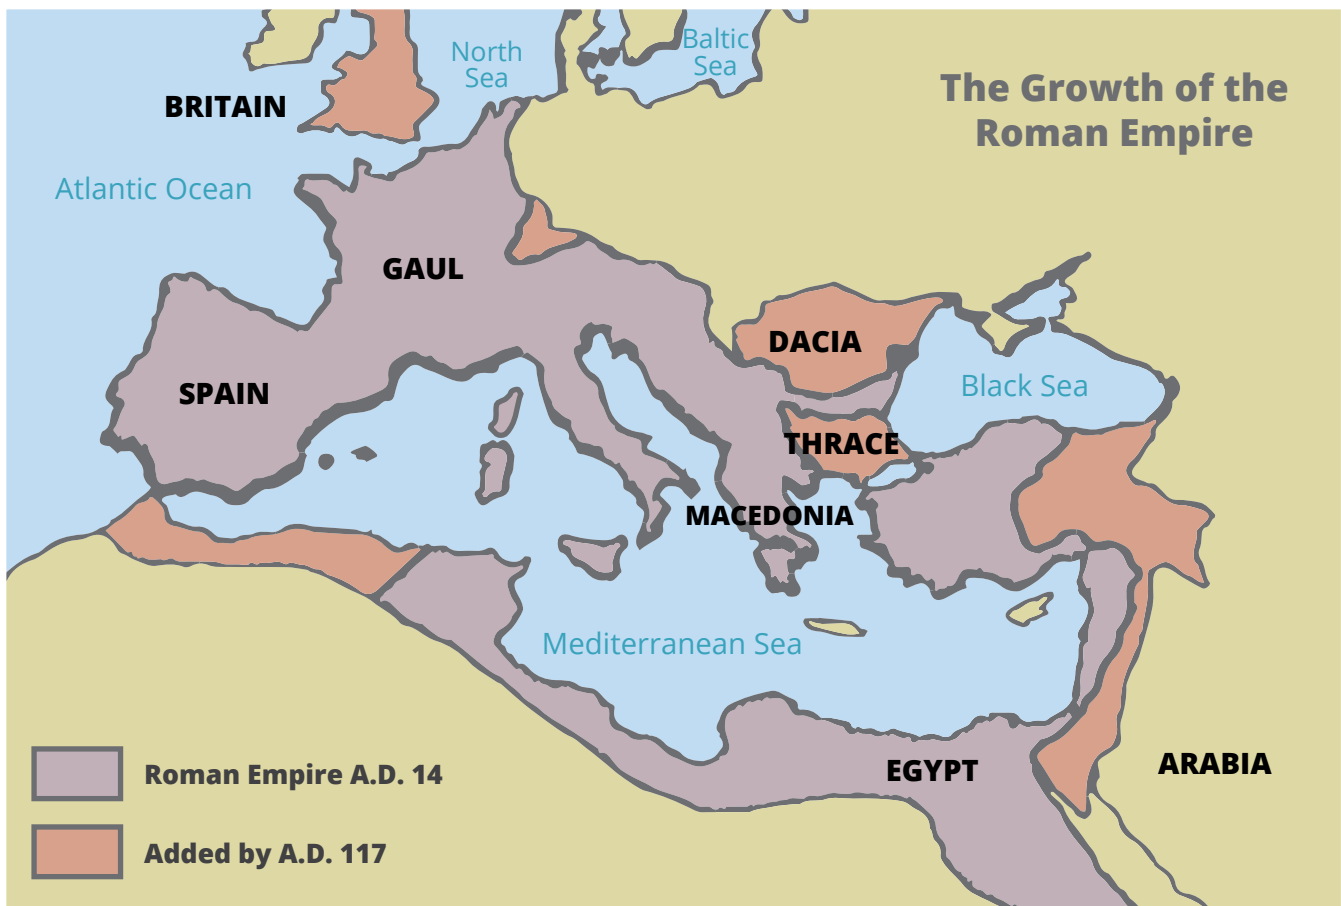 The Growth of the
Roman Empire
North
Sea
Baltic
Sea
BRITAIN
Atlantic Ocean
GAUL
DACIA
SPAIN
Black Sea
THRACE
MACEDONIA
Mediterranean Sea
EGYPT
ARABIA
Roman Empire A.D. 14
Added by A.D. 117